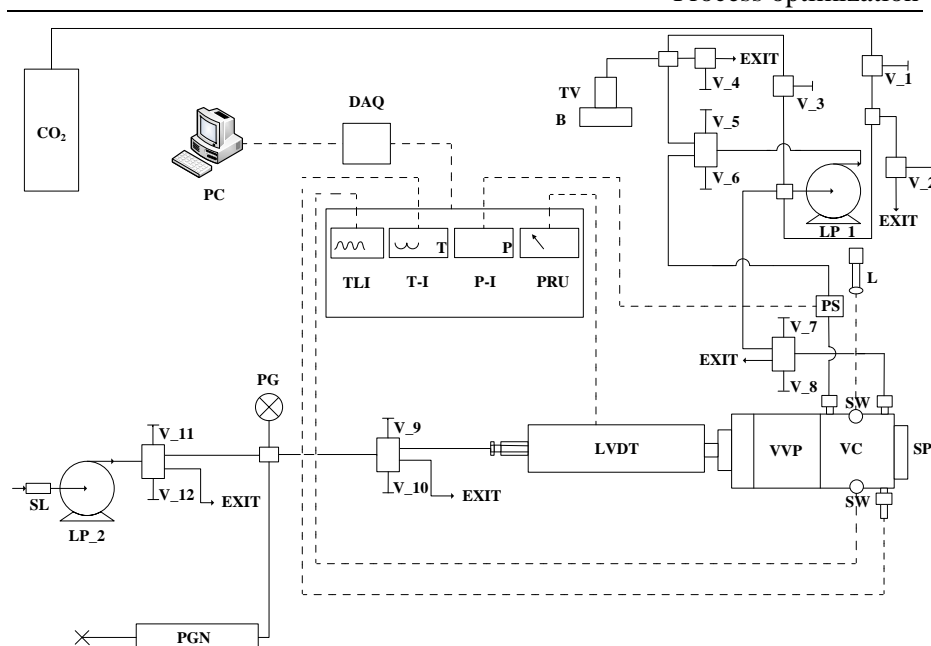 Process optimization
EXIT
V_1
V_4
TV
V_3
DAQ
B
CO₂
V_5
PC
V_6
V_2
EXIT
LP_1
T
P
TLI
T-I
P-I
PRU
L
PS
V_7
EXIT
PG
V_8
SW
V_11
V_9
LVDT
VVP
VC
SP
V_12
V_10
SL
EXIT
EXIT
SW
LP_2
PGN